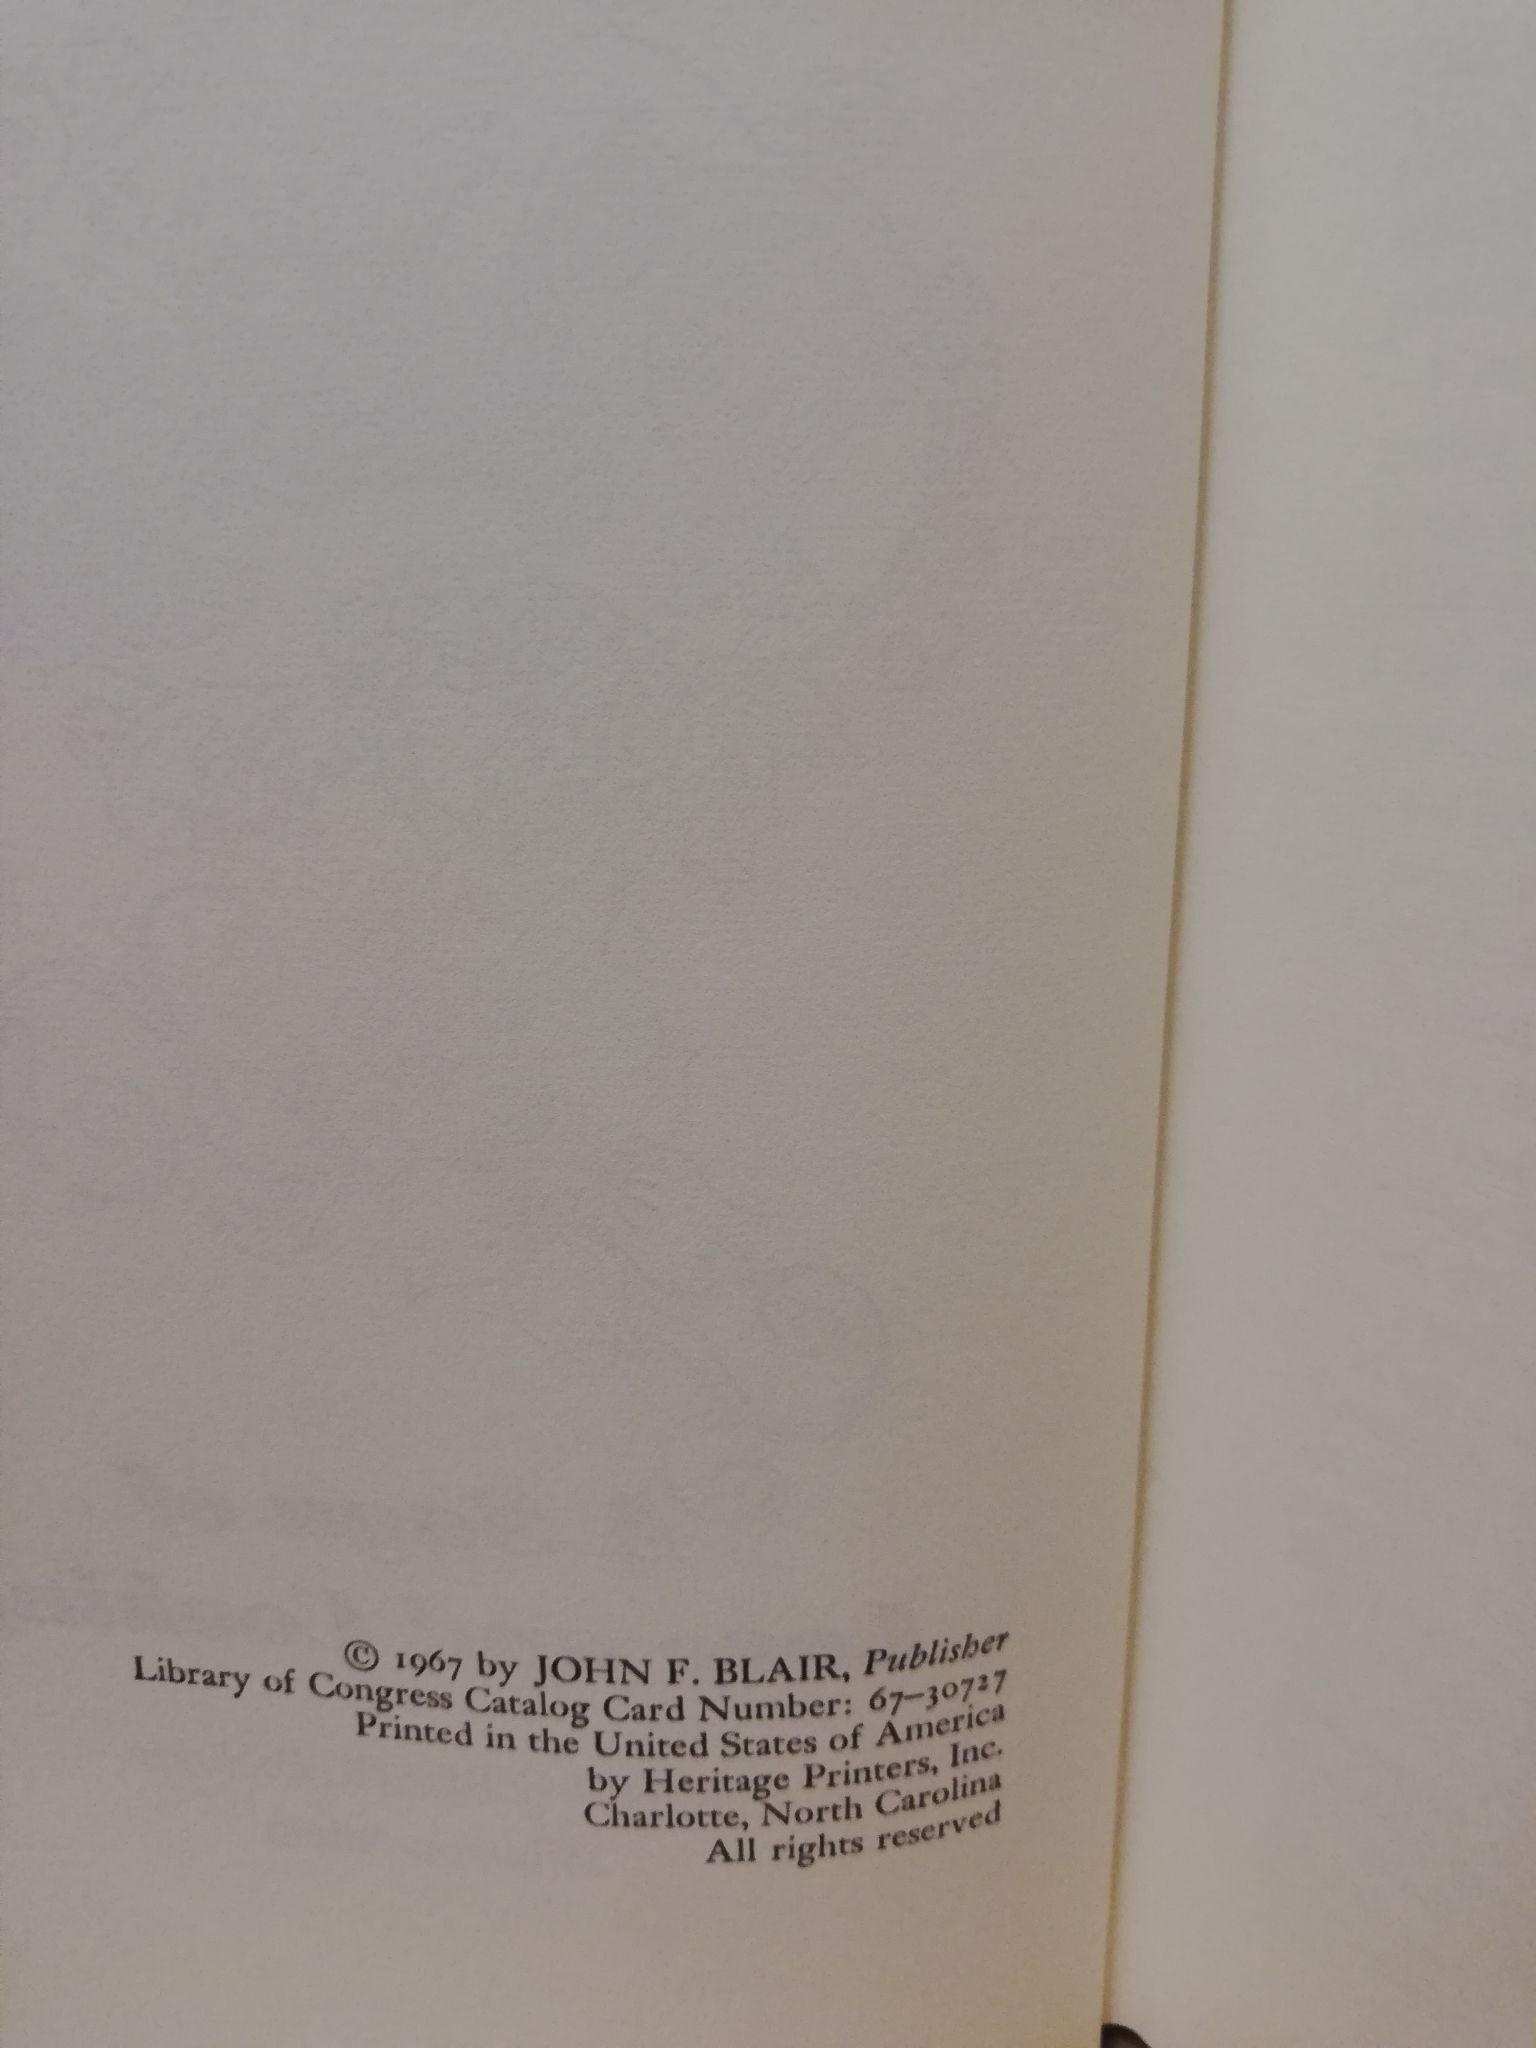 © 1967 by JOHN F. BLAIR, Publisher
Library of Congress Catalog Card Number: 67–30727
Printed in the United States of America
by Heritage Printers, Inc.
Charlotte, North Carolina
All rights reserved